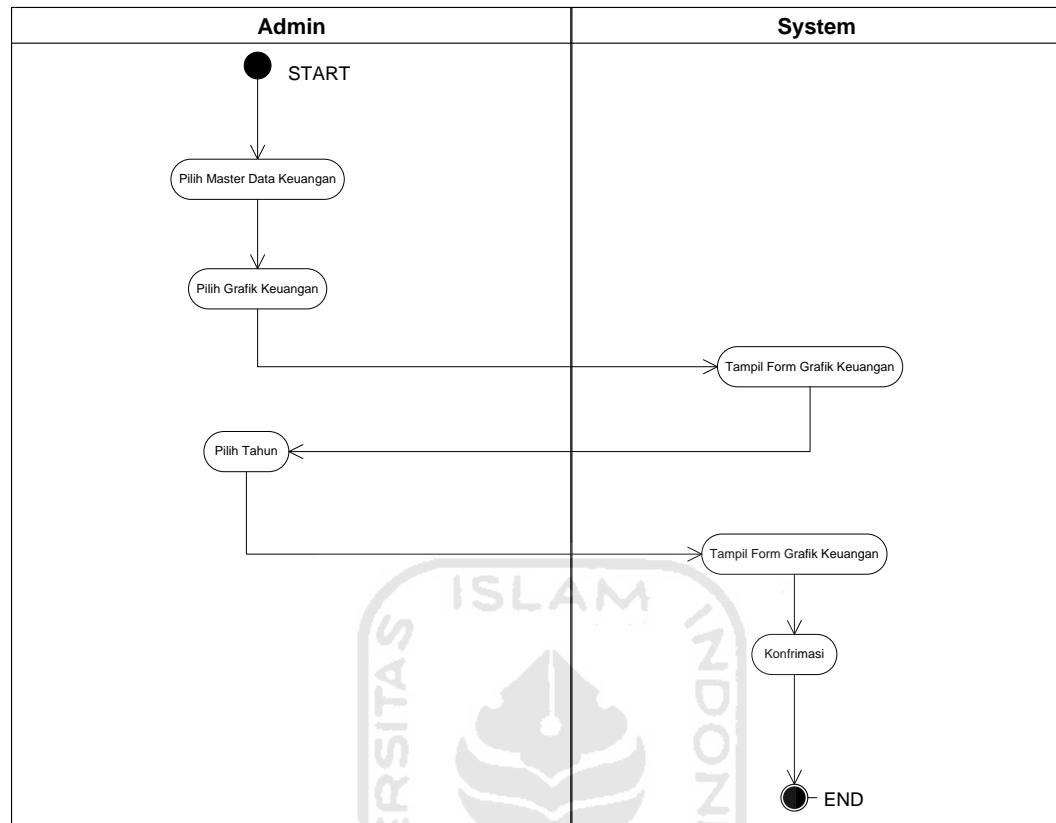 Admin
System
START
Pilih Master Data Keuangan
Pilih Grafik Keuangan
Tampil Form Grafik Keuangan
Pilih Tahun
Tampil Form Grafik Keuangan
ISLAM
Konfrimasi
END